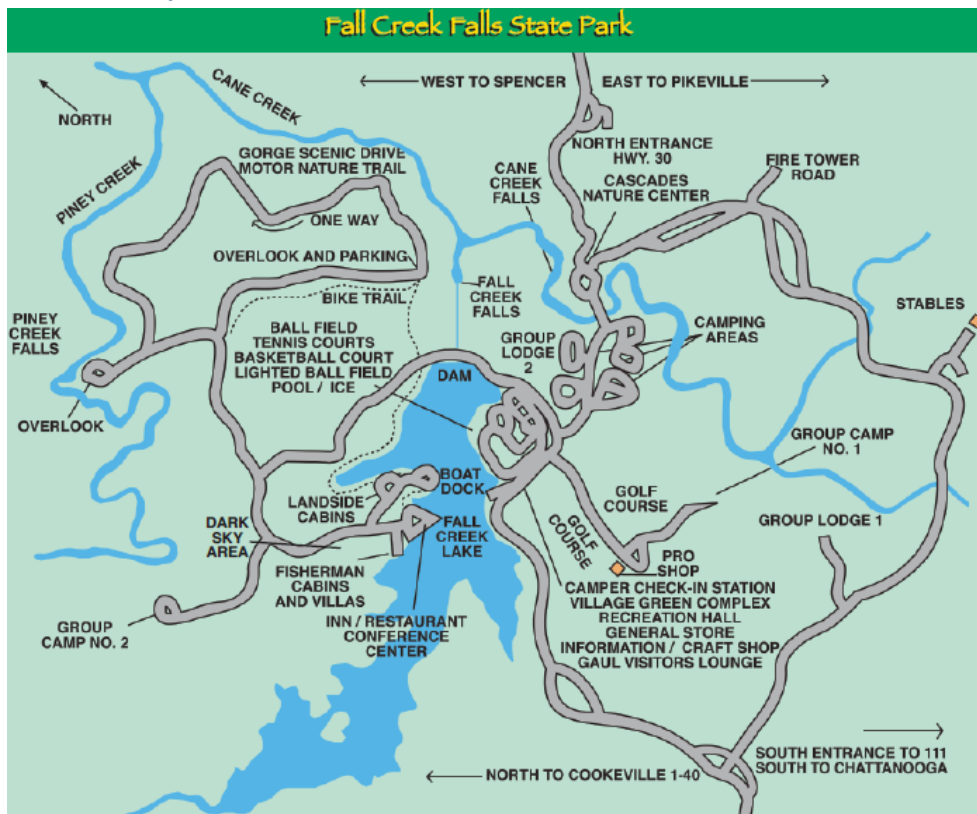 Fall Creek Falls State Park
WEST TO SPENCER
EAST TO PIKEVILLE
NORTH
CANE CREEK
PINEY CREEK
GORGE SCENIC DRIVE
MOTOR NATURE TRAIL
ONE WAY
OVERLOOK AND PARKING
BIKE TRAIL
NORTH ENTRANCE
HWY. 30
CANE
CREEK
FALLS
CASCADES
NATURE CENTER
FIRE TOWER
ROAD
FALL
CREEK
FALLS
STABLES
PINEY
CREEK
FALLS
OVERLOOK
BALL FIELD
TENNIS COURTS
BASKETBALL COURT
LIGHTED BALL FIELD
POOL / ICE
DAM
GROUP
LODGE
2
CAMPING
AREAS
GROUP CAMP
NO. 1
BOAT
DOCK
LANDSIDE
CABINS
GOLF
COURSE
GROUP LODGE 1
DARK
SKY
AREA
FALL
CREEK
LAKE
GOLF
COURSE
PRO
SHOP
FISHERMAN
CABINS
AND VILLAS
CAMPER CHECK-IN STATION
VILLAGE GREEN COMPLEX
RECREATION HALL
GENERAL STORE
INFORMATION / CRAFT SHOP
GAUL VISITORS LOUNGE
GROUP
CAMP NO. 2
INN / RESTAURANT
CONFERENCE
CENTER
SOUTH ENTRANCE TO 111
SOUTH TO CHATTANOOGA
NORTH TO COOKEVILLE 1-40